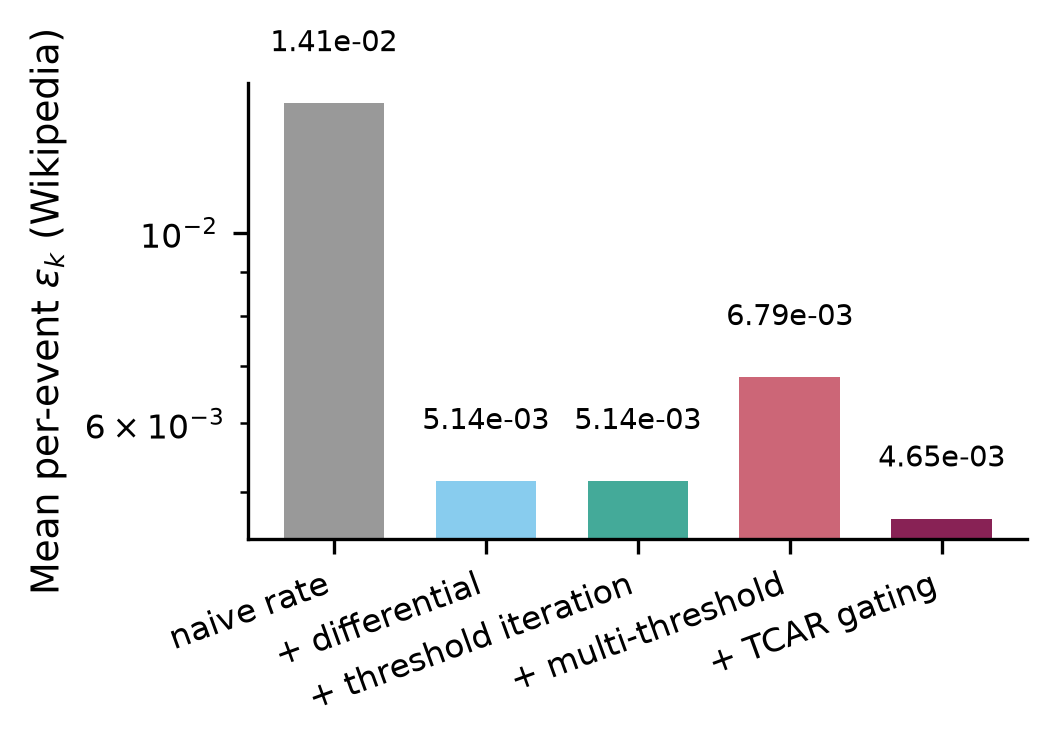 Mean per-event εₖ (Wikipedia)
10⁻²
6 × 10⁻³
1.41e-02
5.14e-03
5.14e-03
6.79e-03
4.65e-03
naive rate
+ differential
+ threshold iteration
+ multi-threshold
+ TCAR gating